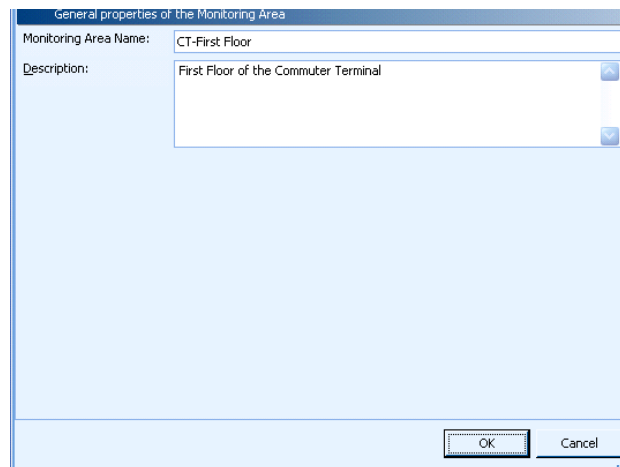 General properties of the Monitoring Area
Monitoring Area Name: CT-First Floor
Description: First Floor of the Commuter Terminal
OK Cancel